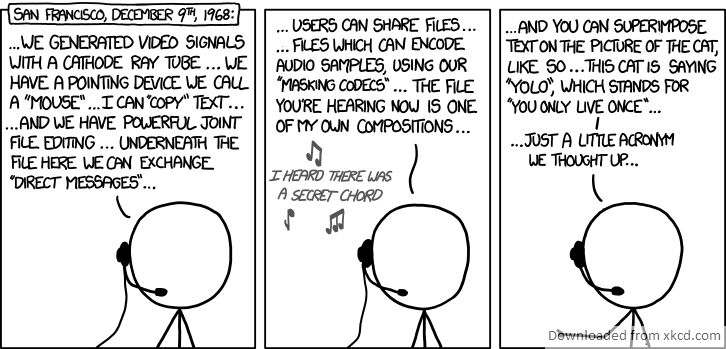 SAN FRANCISCO, DECEMBER 9TH, 1968:
...WE GENERATED VIDEO SIGNALS
WITH A CATHODE RAY TUBE ... WE
HAVE A POINTING DEVICE WE CALL
A "MOUSE"... I CAN "COPY" TEXT...
...AND WE HAVE POWERFUL JOINT
FILE EDITING ... UNDERNEATH THE
FILE HERE WE CAN EXCHANGE
"DIRECT MESSAGES"...
... USERS CAN SHARE FILES ...
... FILES WHICH CAN ENCODE
AUDIO SAMPLES, USING OUR
"MASKING CODECS" ... THE FILE
YOU'RE HEARING NOW IS ONE
OF MY OWN COMPOSITIONS ...
I HEARD THERE WAS
A SECRET CHORD
...AND YOU CAN SUPERIMPOSE
TEXT ON THE PICTURE OF THE CAT,
LIKE SO ... THIS CAT IS SAYING
"YOLO", WHICH STANDS FOR
"YOU ONLY LIVE ONCE"...
...JUST A LITTLE ACRONYM
WE THOUGHT UP...
Downloaded from xkcd.com